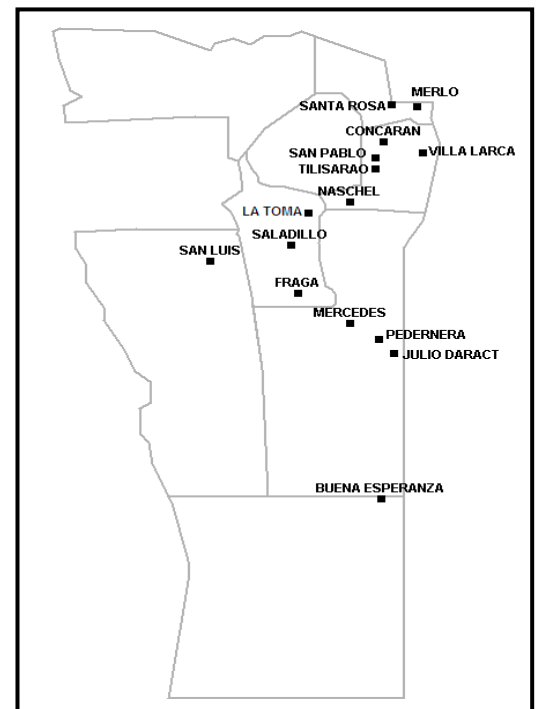 MERLO
SANTA ROSA
CONCARAN
SAN PABLO
VILLA LARCA
TILISARAO
NASCHEL
LA TOMA
SALADILLO
SAN LUIS
FRAGA
MERCEDES
PEDERNERA
JULIO DARACT
BUENA ESPERANZA